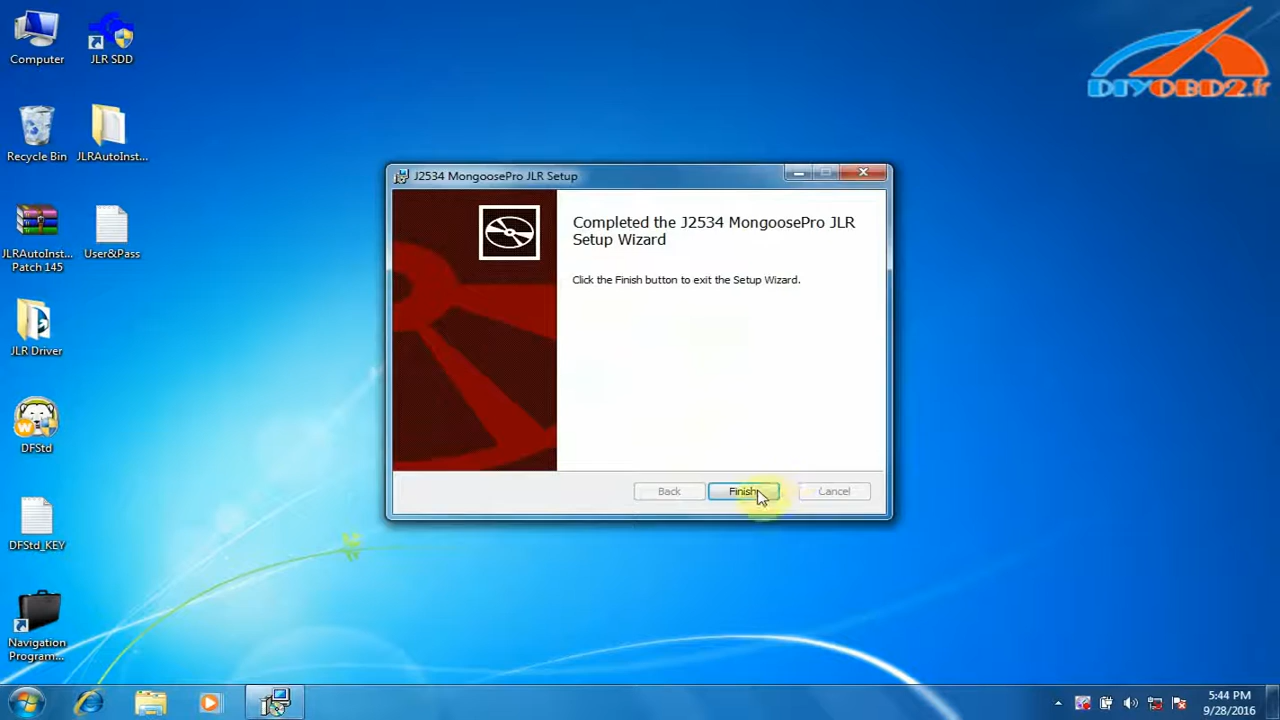 Computer
JLR SDD
DIYOBD2.fr
Recycle Bin
JLRAutoInst...
J2534 MongoosePro JLR Setup
Completed the J2534 MongoosePro JLR
Setup Wizard
Click the Finish button to exit the Setup Wizard.
JLRAutoInst...
Patch 145
User&Pass
JLR Driver
DFStd
W
Back
Finish
Cancel
DFStd_KEY
Navigation
Program...
5:44 PM
9/28/2016